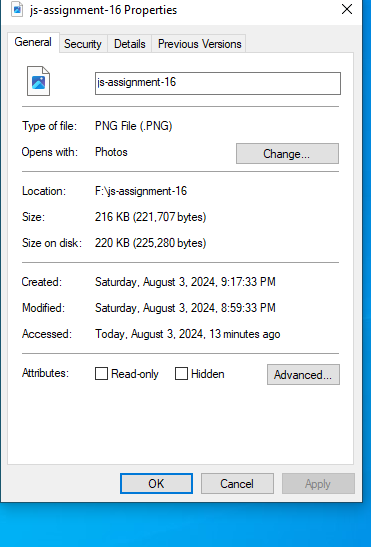 js-assignment-16 Properties
General Security Details Previous Versions
js-assignment-16
Type of file: PNG File (.PNG)
Opens with: Photos Change...
Location: F:\js-assignment-16
Size: 216 KB (221,707 bytes)
Size on disk: 220 KB (225,280 bytes)
Created: Saturday, August 3, 2024, 9:17:33 PM
Modified: Saturday, August 3, 2024, 8:59:33 PM
Accessed: Today, August 3, 2024, 13 minutes ago
Attributes: Read-only Hidden Advanced...
OK Cancel Apply